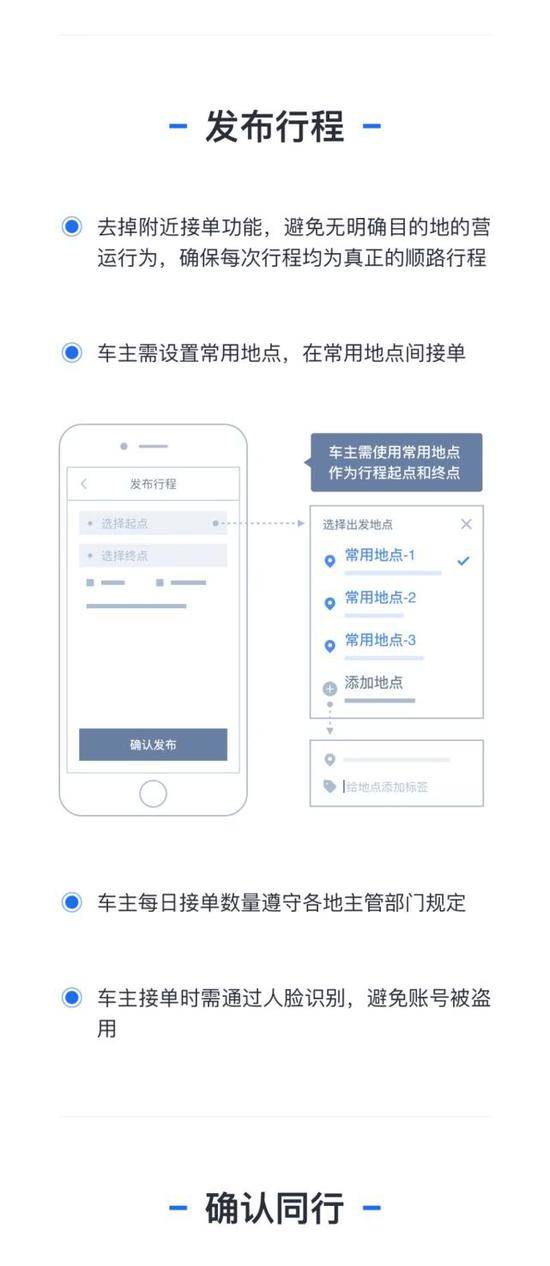 发布行程
去掉附近接单功能，避免无明确目的地的营
运行为，确保每次行程均为真正的顺路行程
车主需设置常用地点，在常用地点间接单
车主需使用常用地点
作为行程起点和终点
发布行程
选择起点
选择终点
确认发布
选择出发地点
常用地点-1
常用地点-2
常用地点-3
添加地点
给地点添加标签
车主每日接单数量遵守各地主管部门规定
车主接单时需通过人脸识别，避免账号被盗
用
确认同行